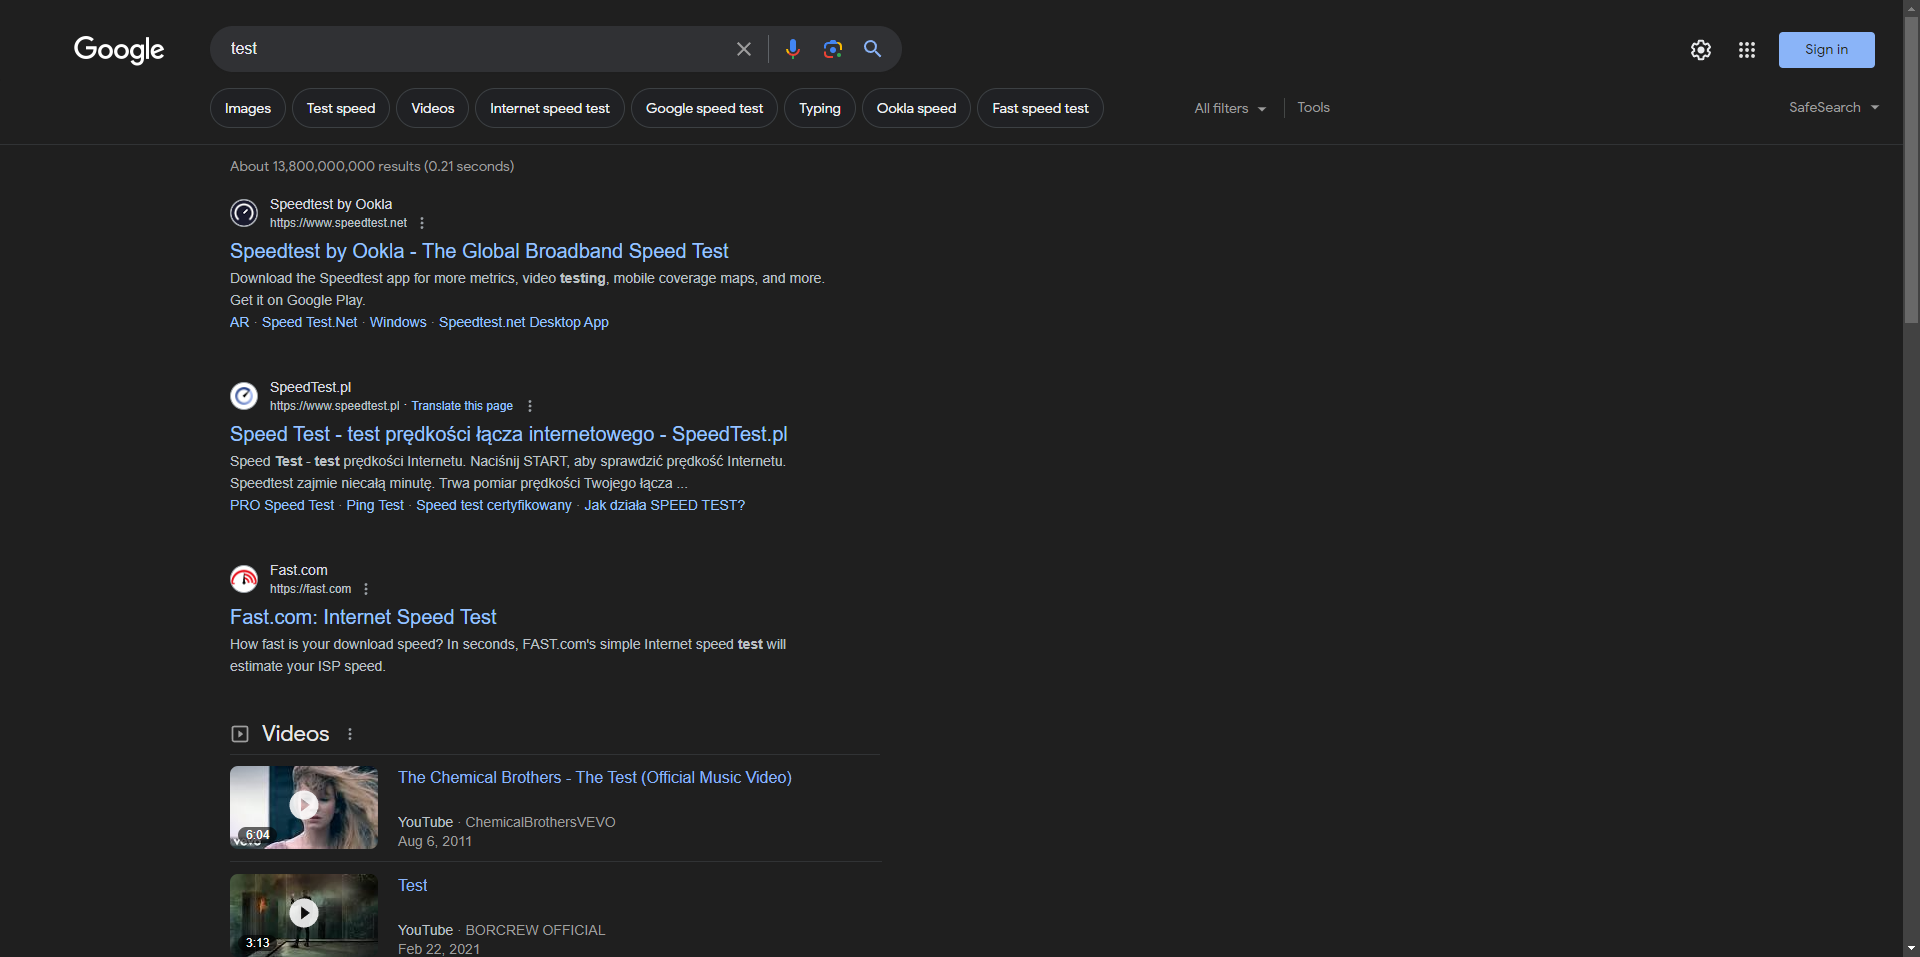 Google
test
Sign in
Images
Test speed
Videos
Internet speed test
Google speed test
Typing
Ookla speed
Fast speed test
All filters
Tools
SafeSearch
About 13,800,000,000 results (0.21 seconds)
Speedtest by Ookla
https://www.speedtest.net
Speedtest by Ookla - The Global Broadband Speed Test
Download the Speedtest app for more metrics, video testing, mobile coverage maps, and more.
Get it on Google Play.
AR · Speed Test.Net · Windows · Speedtest.net Desktop App
SpeedTest.pl
https://www.speedtest.pl · Translate this page
Speed Test - test prędkości łącza internetowego - SpeedTest.pl
Speed Test - test prędkości Internetu. Naciśnij START, aby sprawdzić prędkość Internetu.
Speedtest zajmie niecałą minutę. Trwa pomiar prędkości Twojego łącza ...
PRO Speed Test · Ping Test · Speed test certyfikowany · Jak działa SPEED TEST?
Fast.com
https://fast.com
Fast.com: Internet Speed Test
How fast is your download speed? In seconds, FAST.com's simple Internet speed test will
estimate your ISP speed.
Videos
The Chemical Brothers - The Test (Official Music Video)
6:04
vevo
YouTube · ChemicalBrothersVEVO
Aug 6, 2011
Test
3:13
YouTube · BORCREW OFFICIAL
Feb 22, 2021